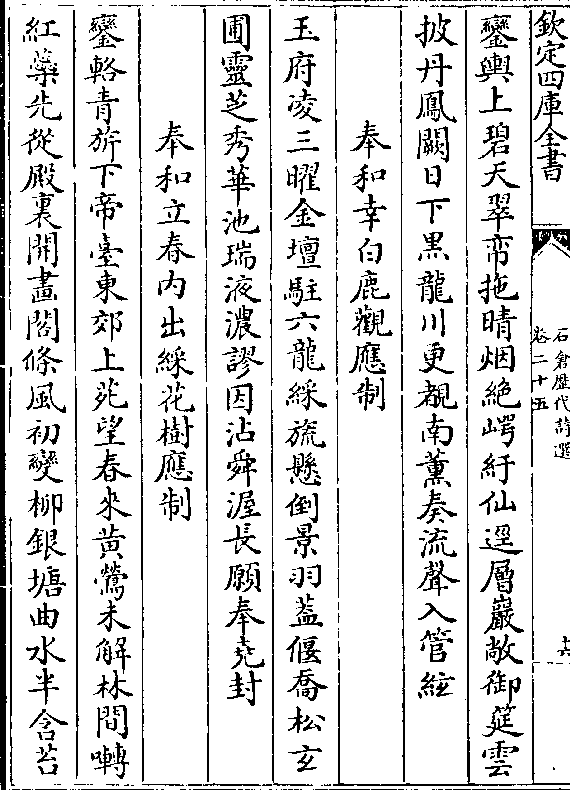 欽定四庫全書
石倉歷代詩選
卷二十五
鑾輿上碧天翠帟拖晴烟絶崿紆仙逕層巖敞御筵雲
披丹鳳闕日下黒龍川更覩南薫奏流聲入管絃
奉和幸白鹿觀應制
玉府凌三曜金壇駐六龍綵旒懸倒景羽蓋偃喬松玄
圃靈芝秀華池瑞液濃謬因沾舜渥長願奉堯封
奉和立春内出綵花樹應制
鑾輅青旂下帝臺東郊上苑望春來黄鶯未解林間囀
紅蘂先從殿裏開畫閣條風初變柳銀塘曲水半含苔